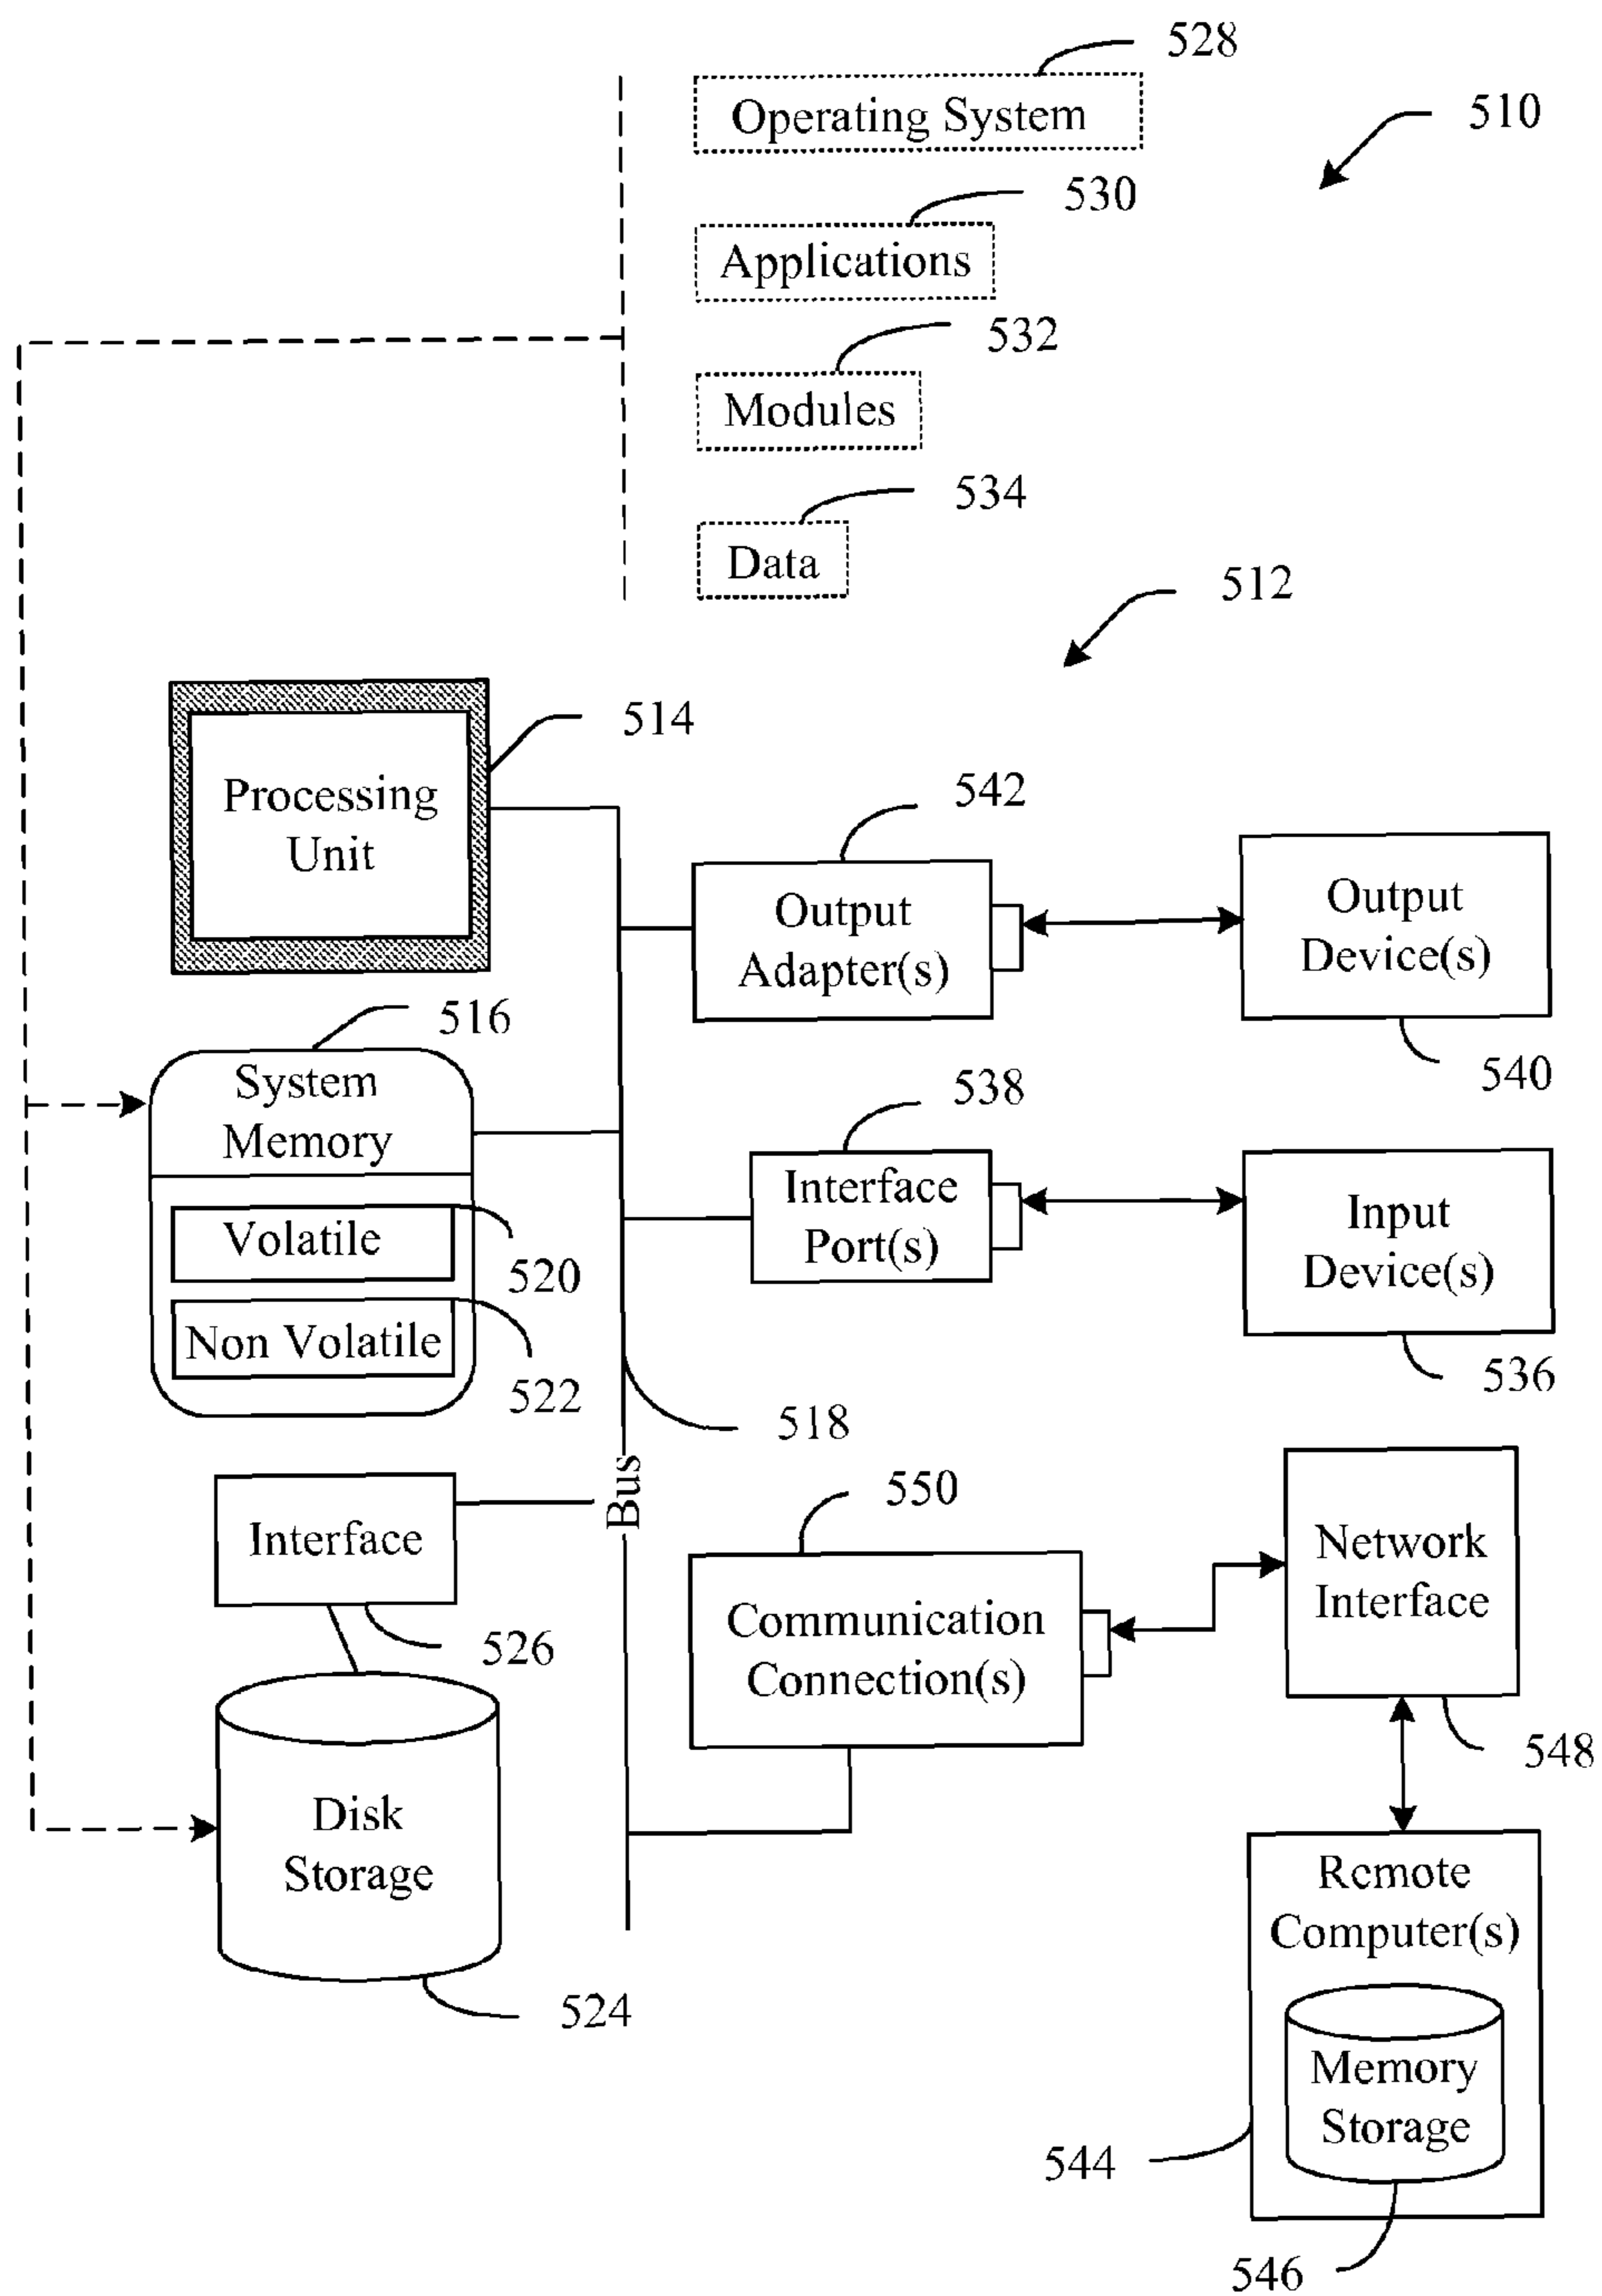 528
Operating System
510
530
Applications
532
Modules
534
Data
512
514
Processing
Unit
542
Output
Adapter(s)
Output
Device(s)
540
516
System
Memory
538
Interface
Port(s)
Input
Device(s)
536
Volatile
520
Non Volatile
522
518
Bus
550
Interface
526
Communication
Connection(s)
Network
Interface
548
Disk
Storage
524
Remote
Computer(s)
Memory
Storage
544
546